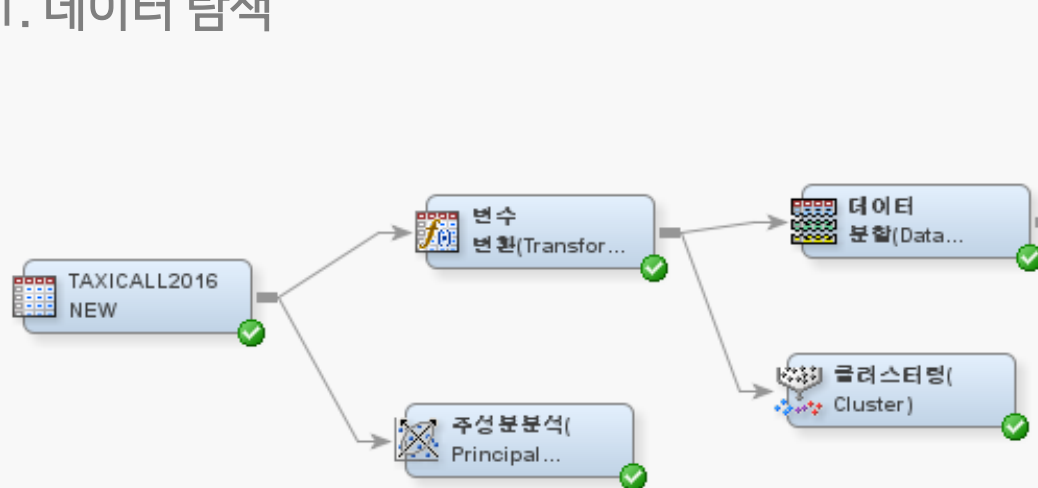 1. 데이터 탐색
변수
변환(Transfor...
데이터
분할(Data...
TAXICALL2016
NEW
클러스터링(
Cluster)
주성분분석(
Principal...